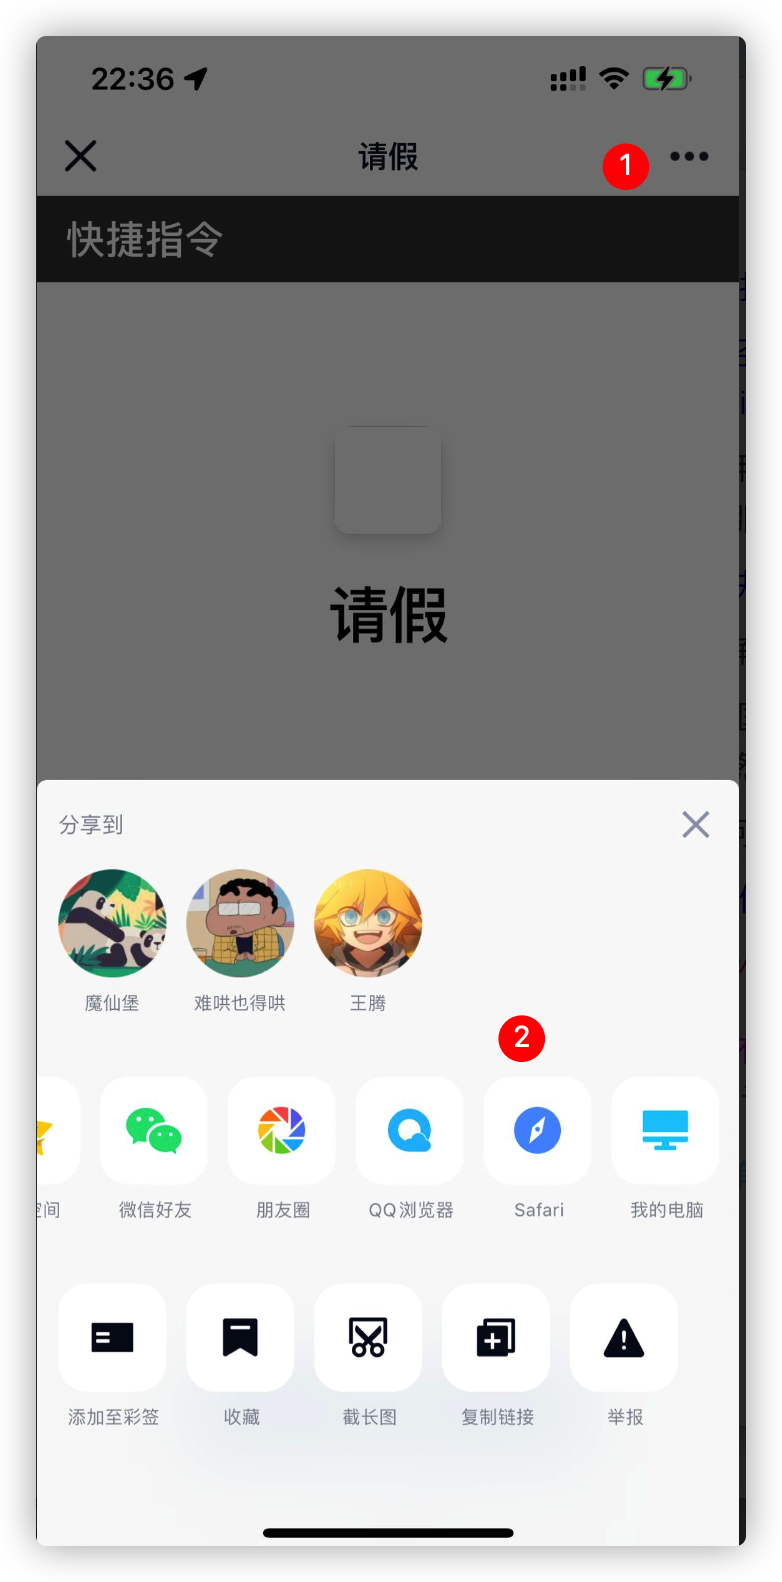 22:36
请假
1
快捷指令
请假
分享到
魔仙堡 难哄也得哄 王腾
2
空间 微信好友 朋友圈 QQ浏览器 Safari 我的电脑
添加至彩签 收藏 截长图 复制链接 举报